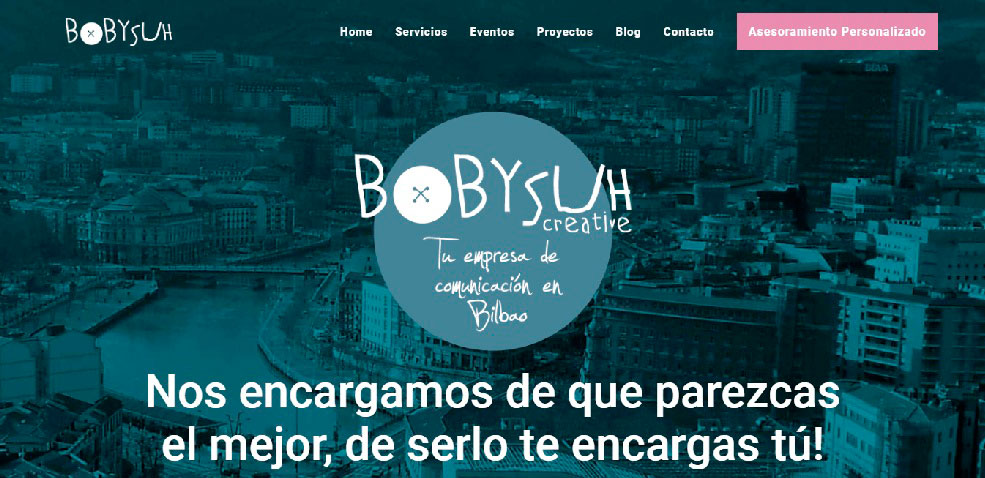 BOBYSUH
Home Servicios Eventos Proyectos Blog Contacto Asesoramiento Personalizado
BOBYSUH
creative
Tu empresa de
comunicación en
Bilbao
Nos encargamos de que parezcas
el mejor, de serlo te encargas tú!